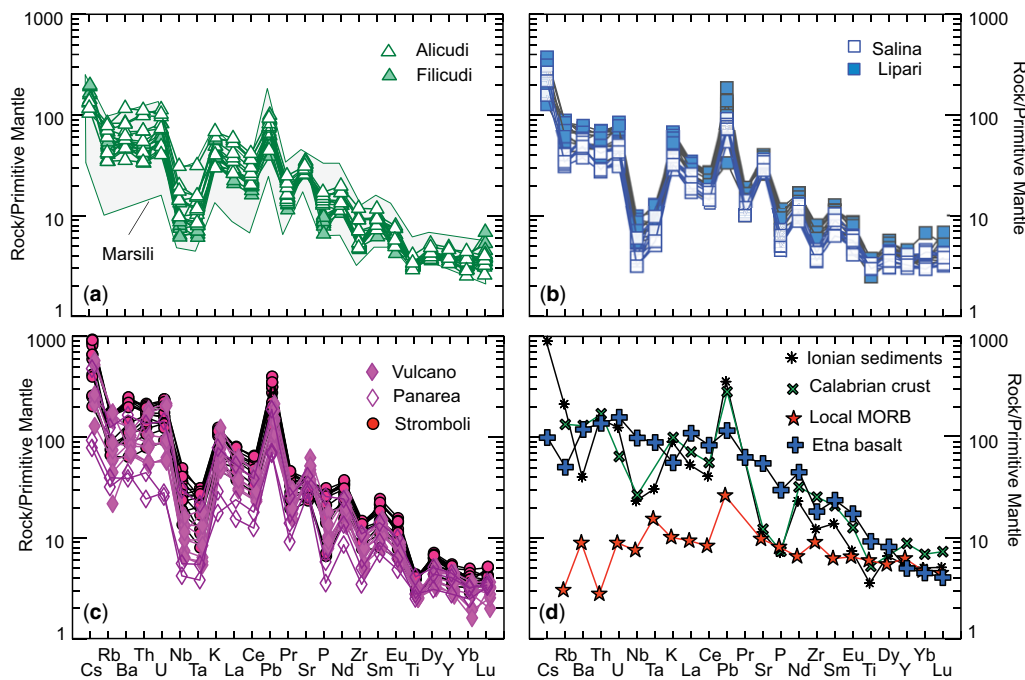 1000
100
10
1
Rock/Primitive Mantle
Alicudi
Filicudi
Marsili
(a)
1000
100
10
1
Rock/Primitive Mantle
Salina
Lipari
(b)
1000
100
10
1
Rock/Primitive Mantle
Vulcano
Panarea
Stromboli
(c)
1000
100
10
1
Rock/Primitive Mantle
Ionian sediments
Calabrian crust
Local MORB
Etna basalt
(d)
Rb Th Nb K Ce Pr P Zr Eu Dy Yb
Cs Ba U Ta La Pb Sr Nd Sm Ti Y Lu
Rb Th Nb K Ce Pr P Zr Eu Dy Yb
Cs Ba U Ta La Pb Sr Nd Sm Ti Y Lu